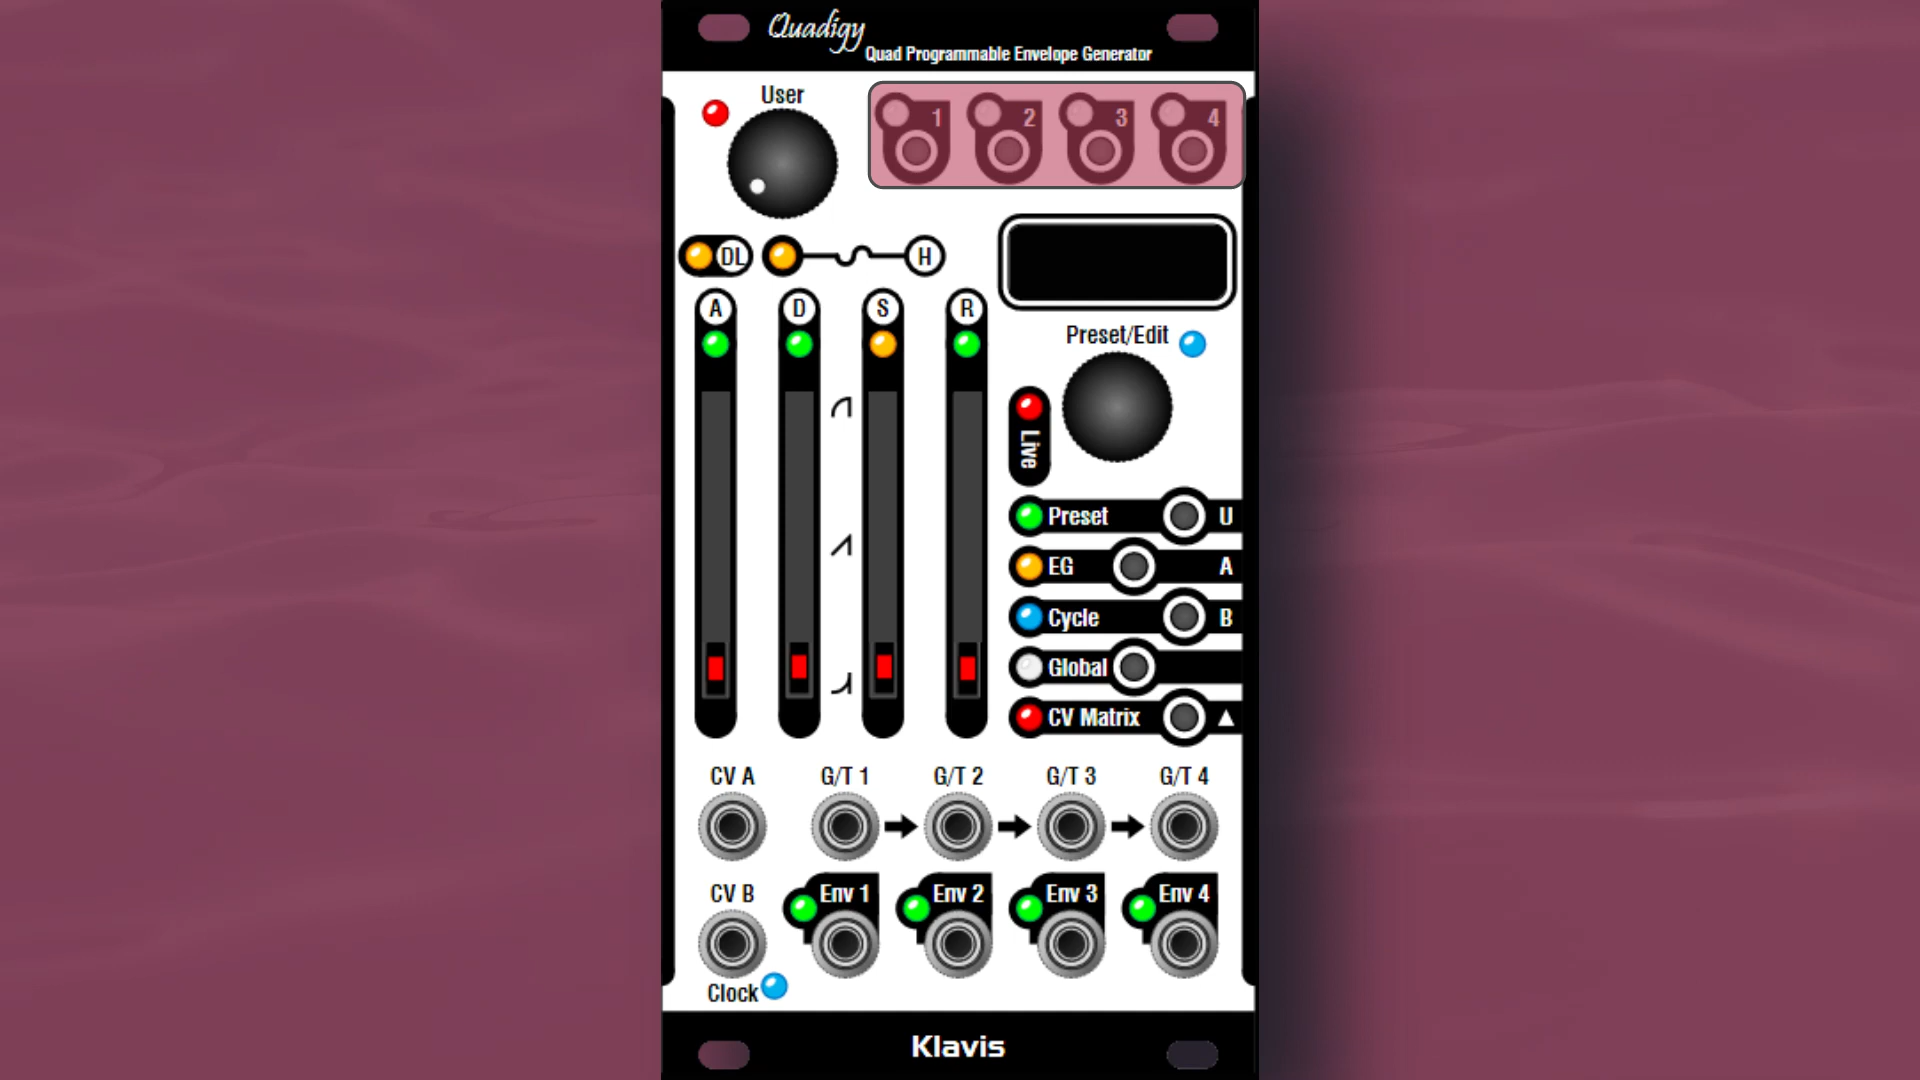 Quadigy
Quad Programmable Envelope Generator
User
1 2 3 4
DL
H
A D S R
Preset/Edit
Live
Preset U
EG A
Cycle B
Global
CV Matrix ▲
CV A G/T 1 G/T 2 G/T 3 G/T 4
CV B Env 1 Env 2 Env 3 Env 4
Clock
Klavis